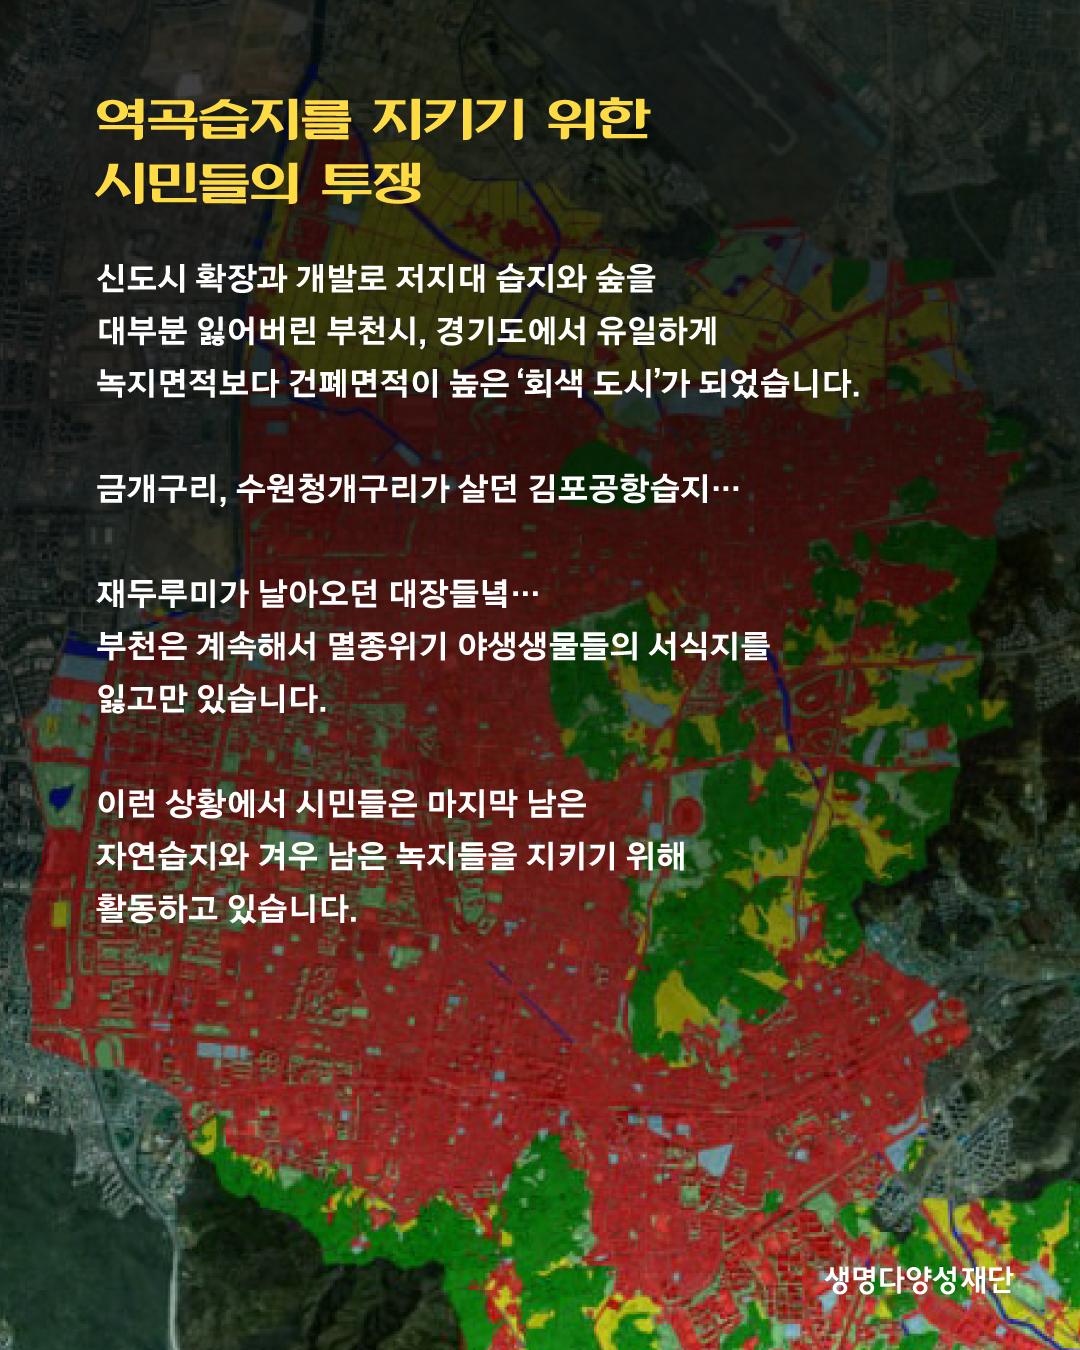 역곡습지를 지키기 위한
시민들의 투쟁
신도시 확장과 개발로 저지대 습지와 숲을
대부분 잃어버린 부천시, 경기도에서 유일하게
녹지면적보다 건폐면적이 높은 ‘회색 도시’가 되었습니다.
금개구리, 수원청개구리가 살던 김포공항습지…
재두루미가 날아오던 대장들녘…
부천은 계속해서 멸종위기 야생생물들의 서식지를
잃고만 있습니다.
이런 상황에서 시민들은 마지막 남은
자연습지와 겨우 남은 녹지들을 지키기 위해
활동하고 있습니다.
생명다양성재단